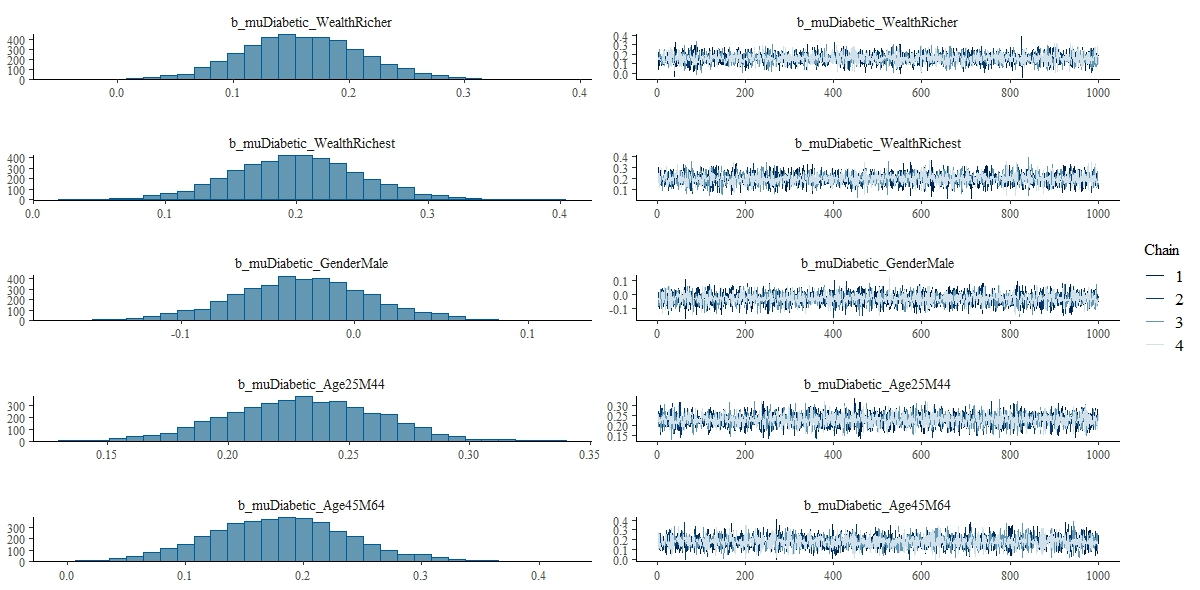 b_muDiabetic_WealthRicher
400
300
200
100
0
0.0 0.1 0.2 0.3 0.4
b_muDiabetic_WealthRicher
0.4
0.3
0.2
0.1
0.0
0 200 400 600 800 1000
b_muDiabetic_WealthRichest
400
300
200
100
0
0.0 0.1 0.2 0.3 0.4
b_muDiabetic_WealthRichest
0.4
0.3
0.2
0.1
0 200 400 600 800 1000
b_muDiabetic_GenderMale
400
300
200
100
0
-0.1 0.0 0.1
b_muDiabetic_GenderMale
0.1
0.0
-0.1
0 200 400 600 800 1000
b_muDiabetic_Age25M44
300
200
100
0
0.15 0.20 0.25 0.30 0.35
b_muDiabetic_Age25M44
0.30
0.25
0.20
0.15
0 200 400 600 800 1000
b_muDiabetic_Age45M64
300
200
100
0
0.0 0.1 0.2 0.3 0.4
b_muDiabetic_Age45M64
0.4
0.3
0.2
0.1
0.0
0 200 400 600 800 1000
Chain
1
2
3
4